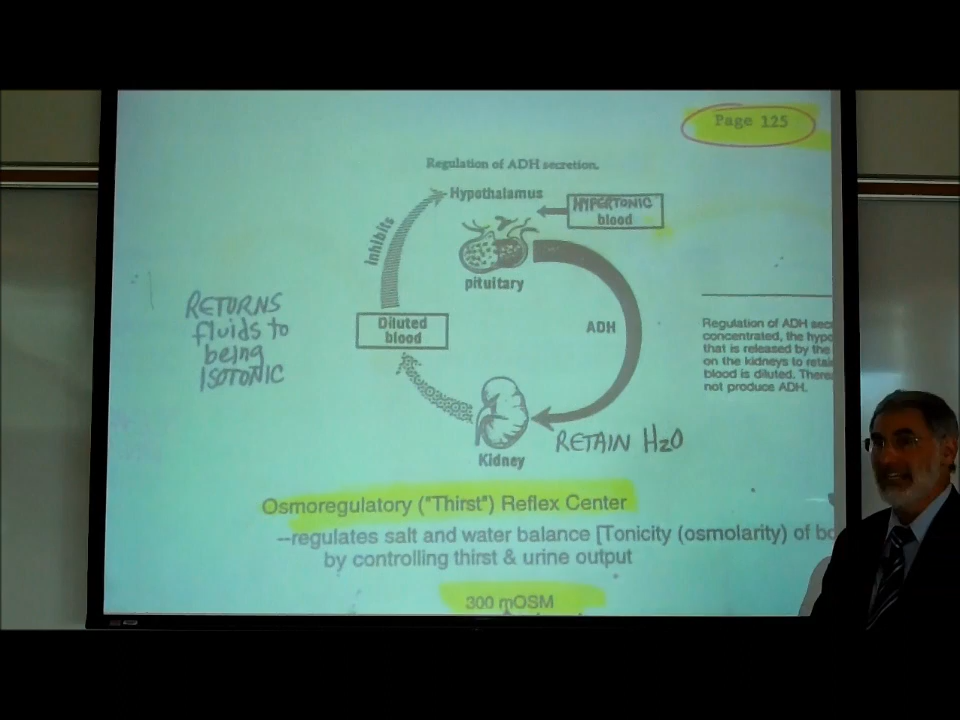 Page 125
Regulation of ADH secretion.
Hypothalamus
HYPERTONIC
blood
Inhibits
pituitary
RETURNS
fluids to
being
ISOTONIC
Diluted
blood
ADH
Regulation of ADH sec
concentrated, the hypo
that is released by the
on the kidneys to retai
blood is diluted. There
not produce ADH.
RETAIN H2O
Kidney
Osmoregulatory ("Thirst") Reflex Center
--regulates salt and water balance [Tonicity (osmolarity) of bo
by controlling thirst & urine output
300 mOSM